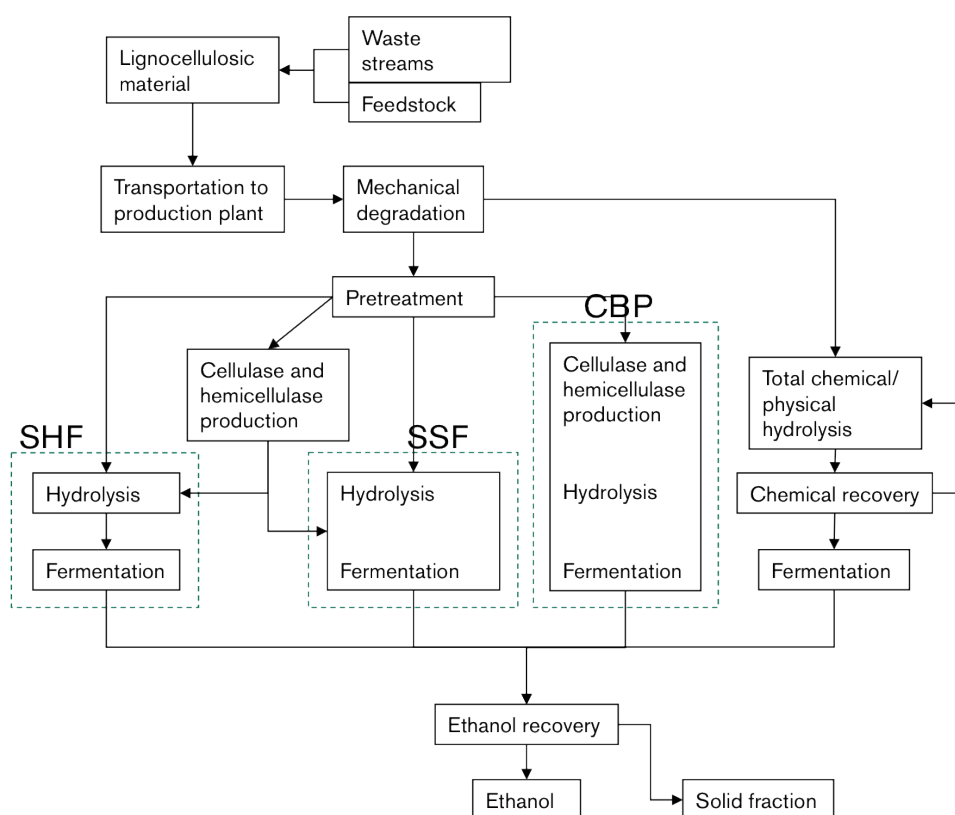 Waste
streams
Lignocellulosic
material
Feedstock
Transportation to
production plant
Mechanical
degradation
Pretreatment
CBP
Cellulase and
hemicellulase
production
Cellulase and
hemicellulase
production
Total chemical/
physical
hydrolysis
SHF
SSF
Hydrolysis
Hydrolysis
Hydrolysis
Chemical recovery
Fermentation
Fermentation
Fermentation
Fermentation
Ethanol recovery
Ethanol
Solid fraction